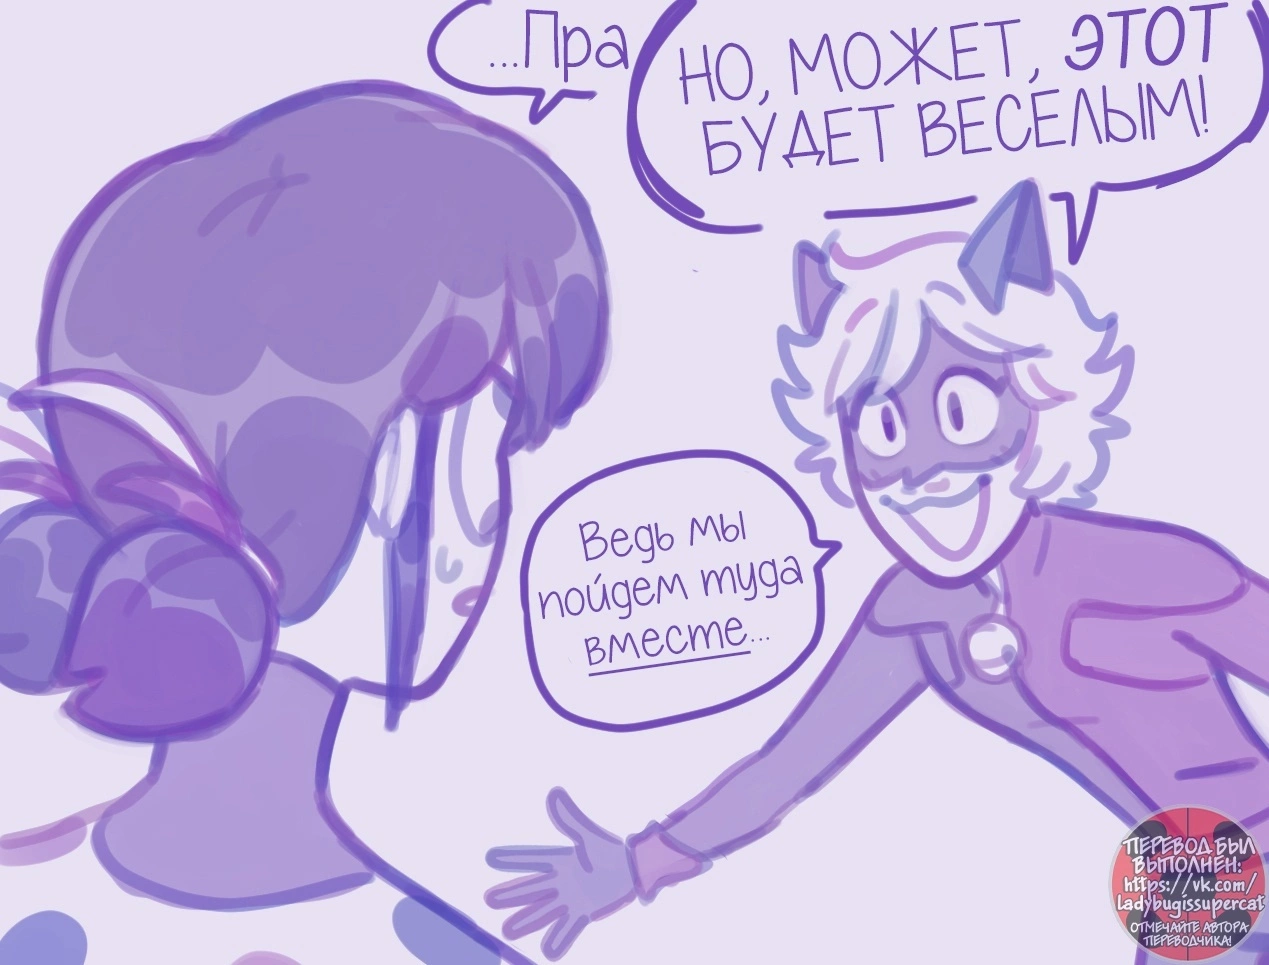 ...Пра
НО, МОЖЕТ, ЭТОТ
БУДЕТ ВЕСЕЛЫМ!
Ведь мы
пойдем туда
вместе...
ПЕРЕВОД БЫЛ
ВЫПОЛНЕН:
https://vk.com/
ladybugissupercat
ОТМЕЧАЙТЕ АВТОРА
ПЕРЕВОДЧИКА!